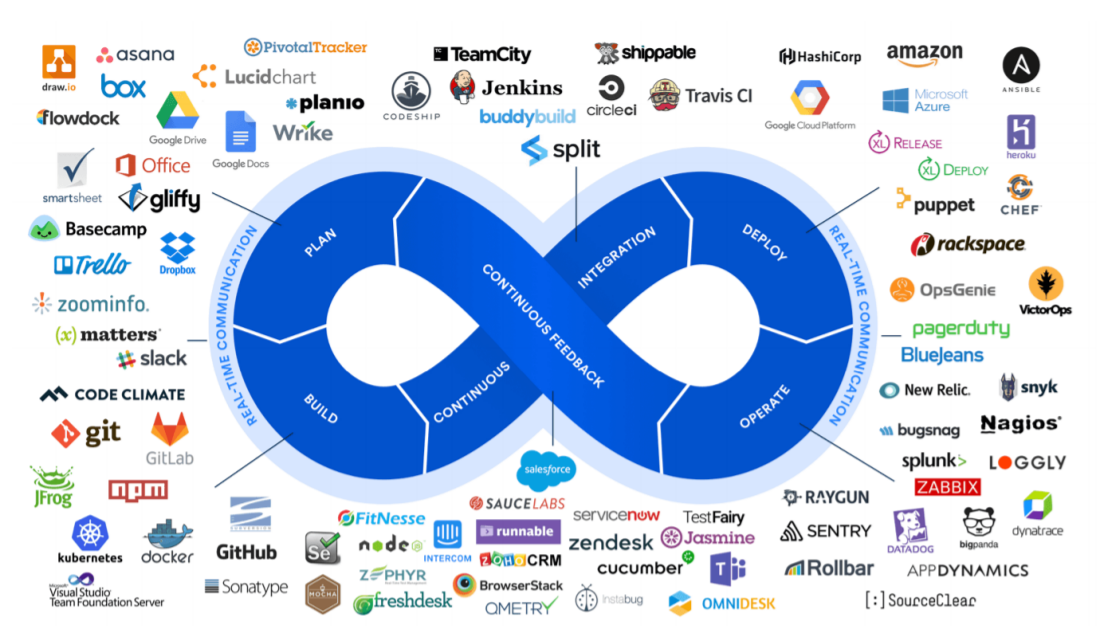 draw.io
asana
PivotalTracker
box
Lucidchart
flowdock
Google Drive
planio
Google Docs
Wrike
smartsheet
Office
gliffy
Basecamp
Trello
Dropbox
zoominfo.
(x) matters
slack
TC
TeamCity
shippable
CODESHIP
Jenkins
circleci
Travis CI
buddybuild
split
HashiCorp
amazon
A
ANSIBLE
Google Cloud Platform
Microsoft
Azure
XL RELEASE
heroku
XL DEPLOY
puppet
CHEF
rackspace
OpsGenie
VictorOps
pagerduty
BlueJeans
REAL-TIME COMMUNICATION
PLAN
BUILD
CONTINUOUS
INTEGRATION
CONTINUOUS FEEDBACK
DEPLOY
OPERATE
REAL-TIME COMMUNICATION
CODE CLIMATE
git
GitLab
JFrog
npm
kubernetes
docker
SUBVERSION
GitHub
Microsoft
Visual Studio
Team Foundation Server
Sonatype
salesforce
SAUCELABS
FitNesse
Se
node
JS
INTERCOM
runnable
ZOHO CRM
servicenow
TestFairy
zendesk
Jasmine
MOCHA
ZEPHYR
freshdesk
BrowserStack
QMETRY
cucumber
T
Instabug
OMNIDESK
New Relic.
snyk
bugsnag
Nagios®
splunk>
LOGGLY
ZABBIX
RAYGUN
SENTRY
DATADOG
bigpanda
dynatrace
Rollbar
APPDYNAMICS
[:] SourceClear